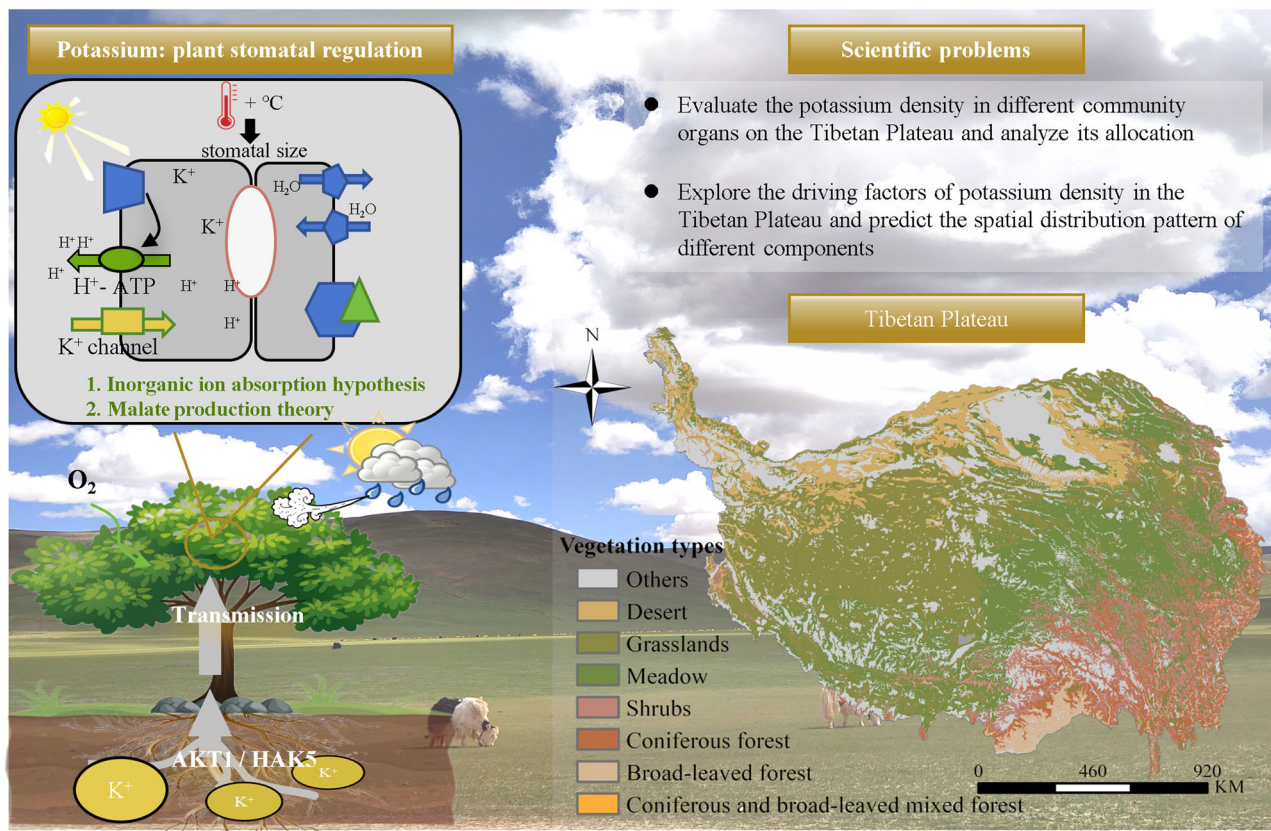 Potassium: plant stomatal regulation
+ °C
stomatal size
K⁺
H₂O
K⁺
H₂O
H⁺ H⁺
H⁺
H⁺- ATP
H⁺
H⁺
H⁺
K⁺ channel
1. Inorganic ion absorption hypothesis
2. Malate production theory
O₂
Transmission
AKT1 / HAK5
K⁺
K⁺
K⁺
Scientific problems
● Evaluate the potassium density in different community
organs on the Tibetan Plateau and analyze its allocation
● Explore the driving factors of potassium density in the
Tibetan Plateau and predict the spatial distribution pattern of
different components
Tibetan Plateau
N
Vegetation types
Others
Desert
Grasslands
Meadow
Shrubs
Coniferous forest
Broad-leaved forest
Coniferous and broad-leaved mixed forest
0 460 920
KM